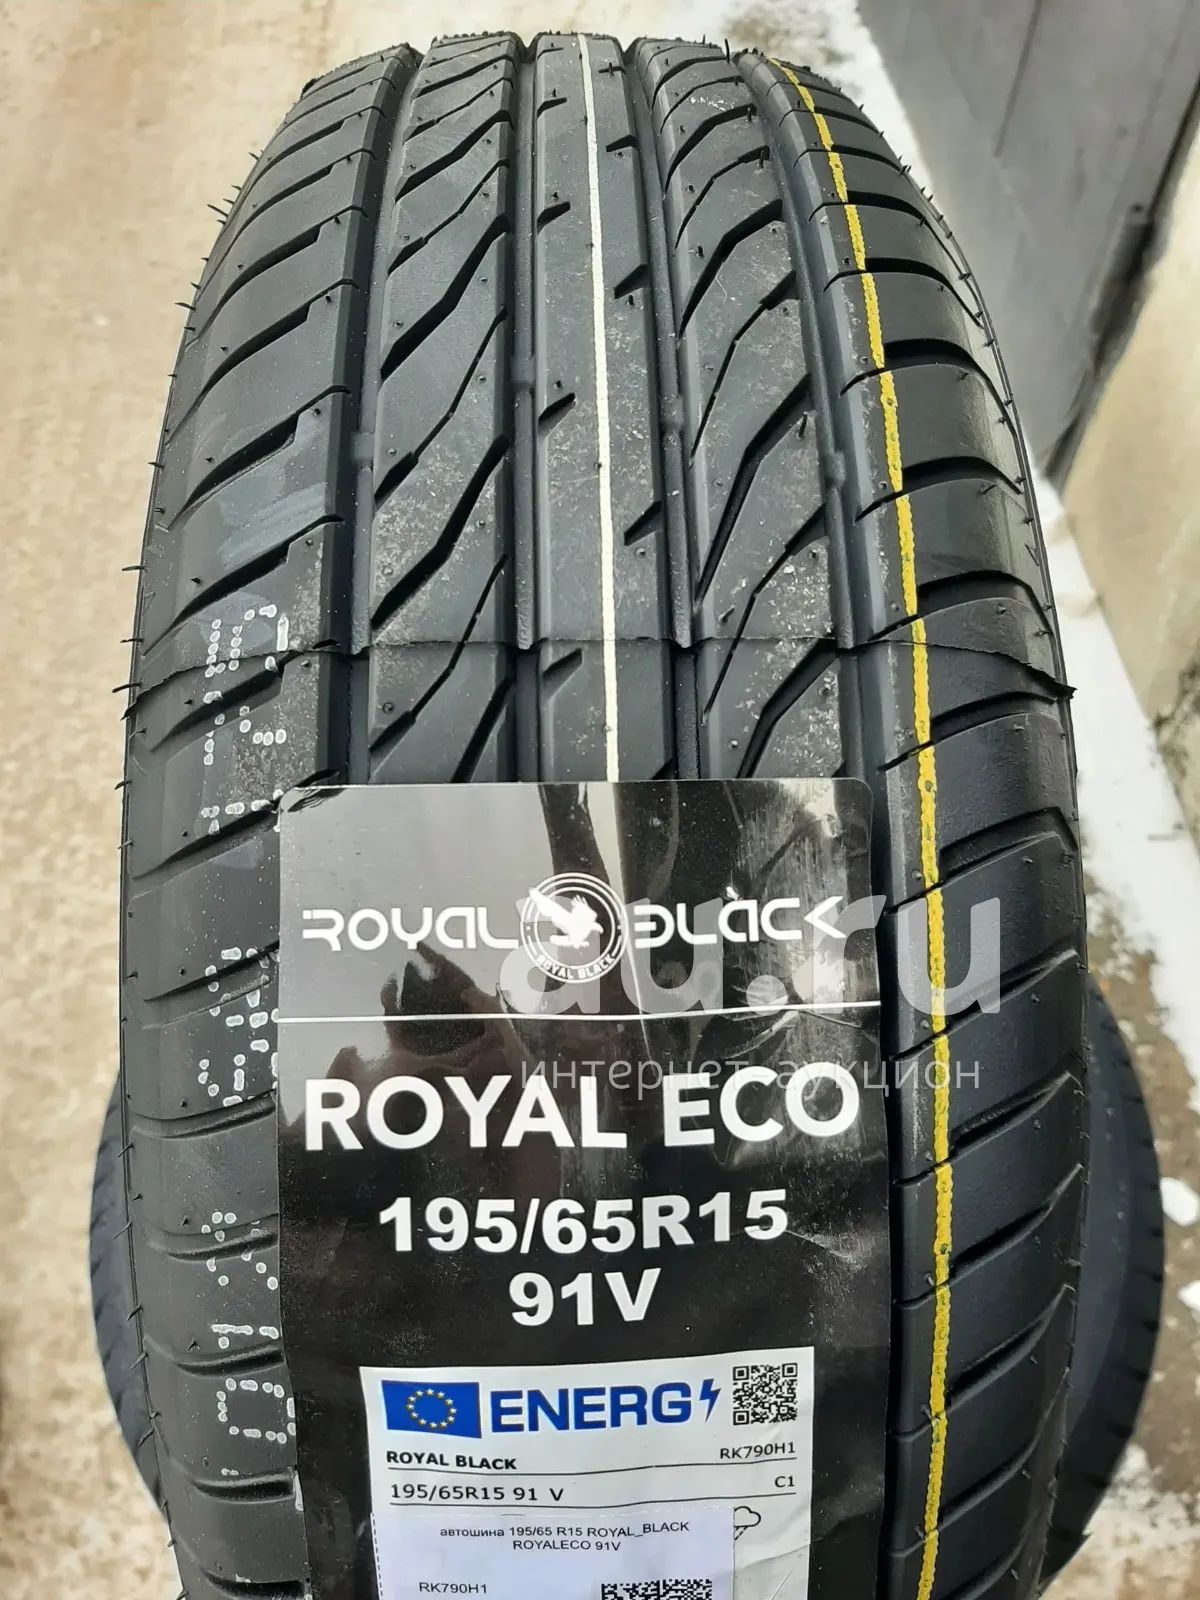 ROYAL BLACK
ROYAL BLACK
au.ru
интернет-аукцион
ROYAL ECO
195/65R15
91V
ENERG
ROYAL BLACK RK790H1
195/65R15 91 V C1
автошина 195/65 R15 ROYAL_BLACK
ROYALECO 91V
RK790H1